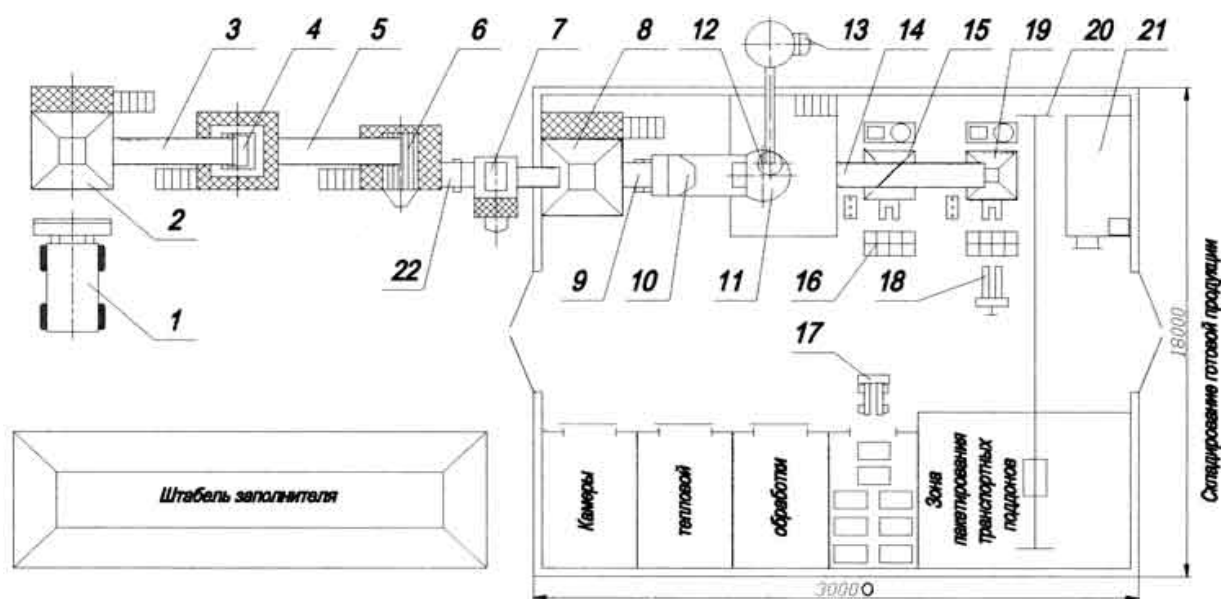 3 4 5 6 7 8 12 13 14 15 19 20 21
2
1
22 9 10 11 16 18
17
18000
Складирование готовой продукции
Штабель заполнителя
Камеры
тепловой
обработки
Зона
пакетирования
транспортных
поддонов
30000